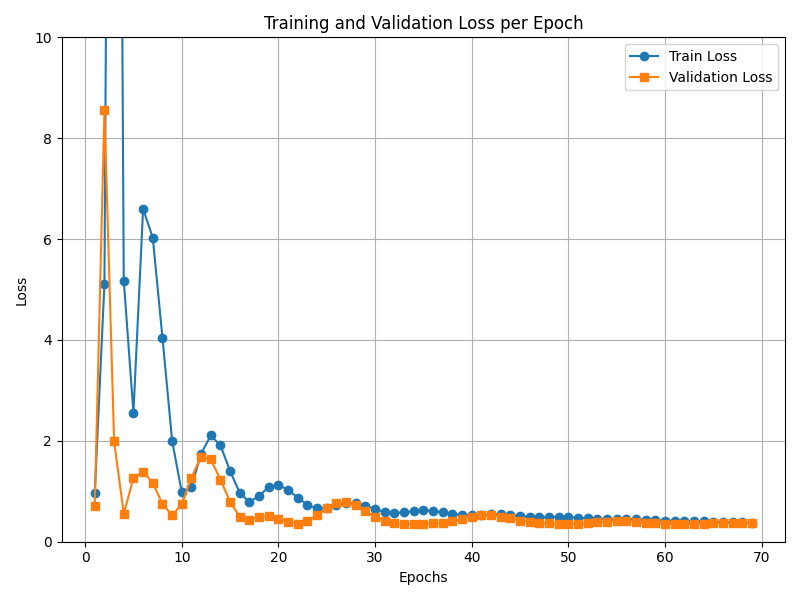 Training and Validation Loss per Epoch
Train Loss
Validation Loss
10
8
6
4
2
0
Loss
0 10 20 30 40 50 60 70
Epochs